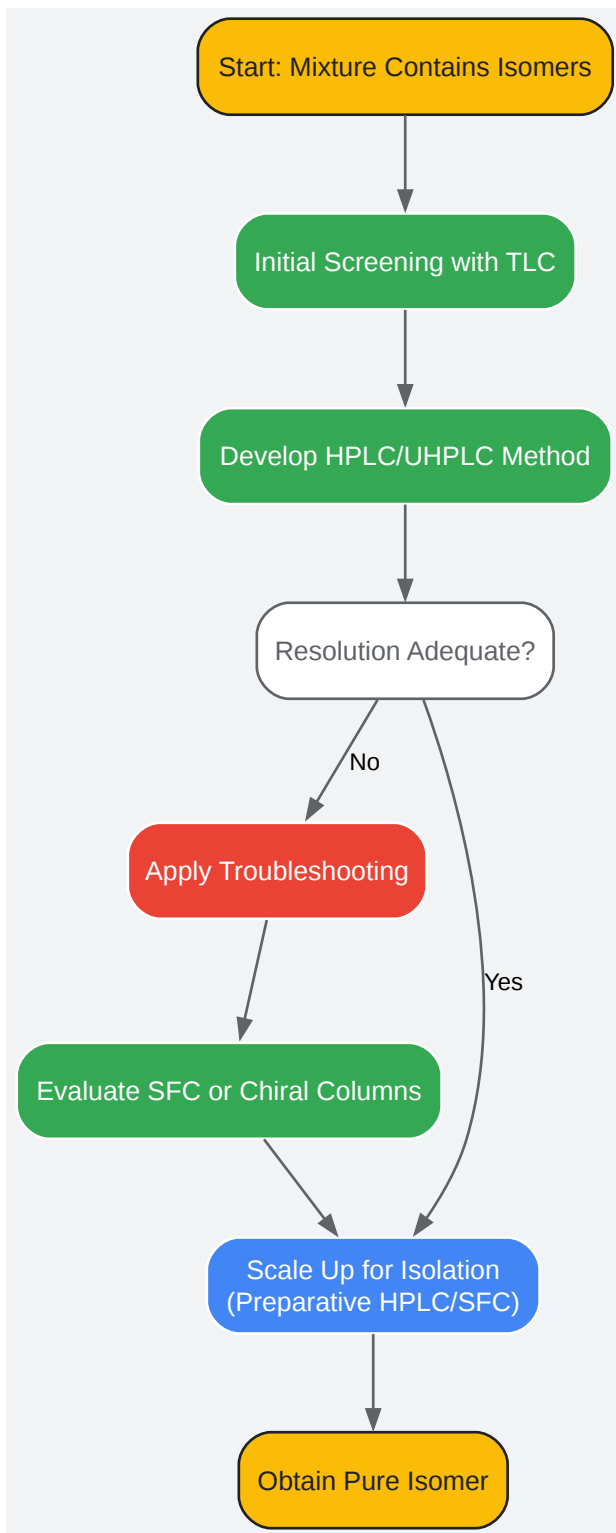 Start: Mixture Contains Isomers
Initial Screening with TLC
Develop HPLC/UHPLC Method
Resolution Adequate?
No
Apply Troubleshooting
Yes
Evaluate SFC or Chiral Columns
Scale Up for Isolation
(Preparative HPLC/SFC)
Obtain Pure Isomer